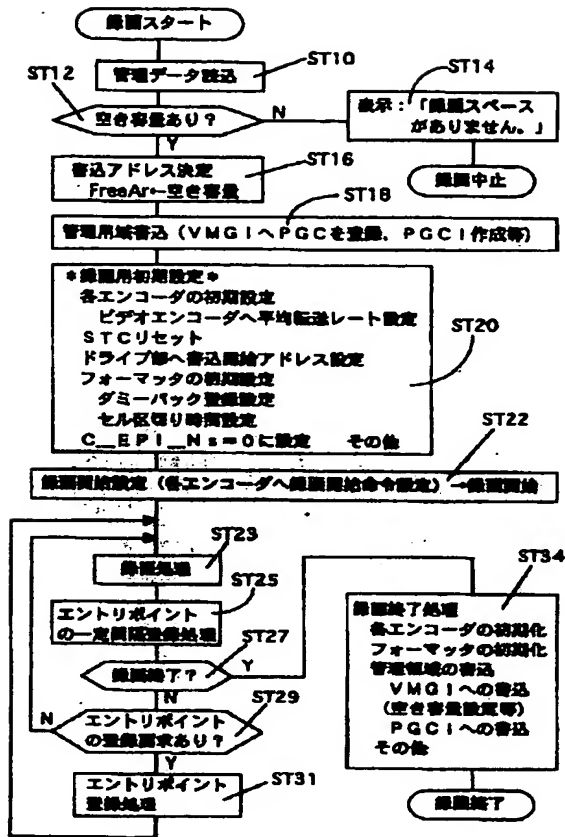 録画スタート
ST10
管理データ読込
ST12
空き容量あり？
N
Y
ST14
表示：「録画スペース
がありません。」
録画中止
ST16
書込アドレス決定
FreeAr←空き容量
ST18
管理用域書込（VMGIへPGCを登録、PGCI作成等）
ST20
＊録画用初期設定＊
各エンコーダの初期設定
ビデオエンコーダへ平均転送レート設定
STCリセット
ドライブ部へ書込開始アドレス設定
フォーマッタの初期設定
ダミーパック登録設定
セル区切り時間設定
C＿EPI＿Ns＝0に設定　その他
ST22
録画開始設定（各エンコーダへ録画開始命令設定）→録画開始
ST23
録画処理
ST25
エントリポイント
の一定間隔登録処理
ST27
録画終了？
Y
N
ST29
エントリポイント
の登録要求あり？
N
Y
ST31
エントリポイント
登録処理
ST34
録画終了処理
各エンコーダの初期化
フォーマッタの初期化
管理領域の書込
VMGIへの書込
（空き容量設定等）
PGCIへの書込
その他
録画終了